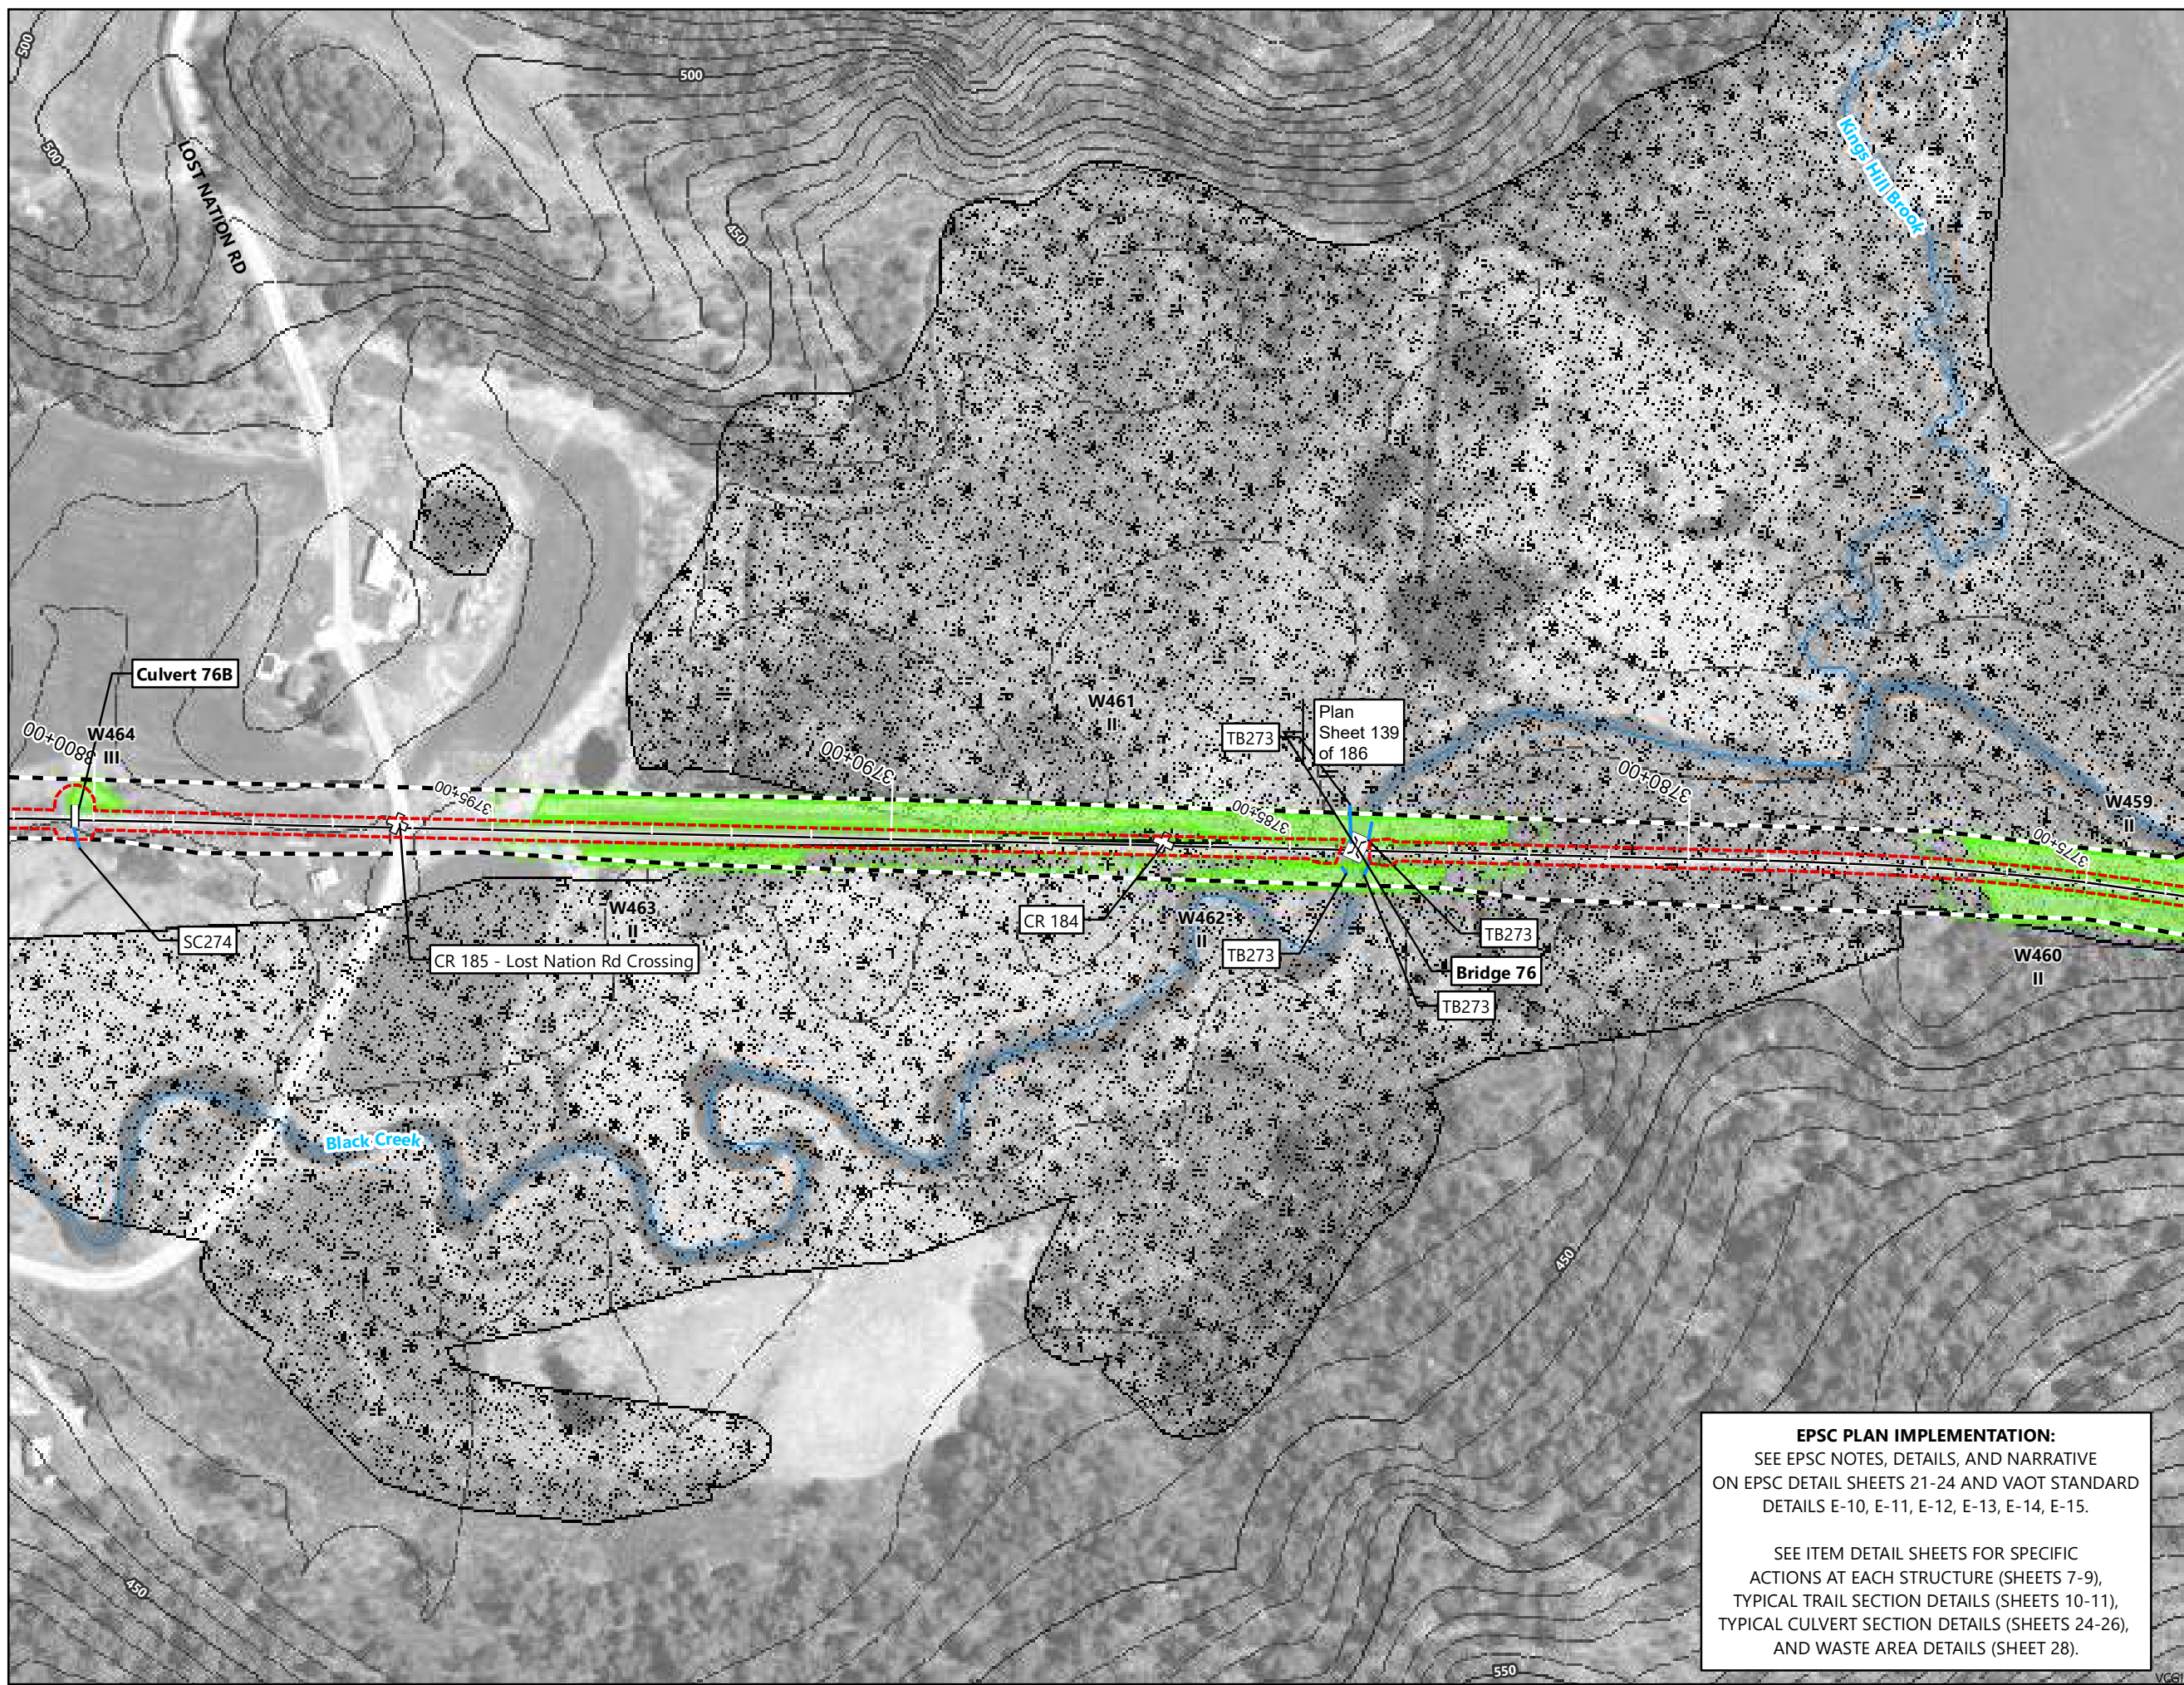 500
500
500
LOST NATION RD
450
Kings Hill Brook
Culvert 76B
3800+00
W464
III
3795+00
3790+00
W461
II
TB273
Plan
Sheet 139
of 186
3785+00
3780+00
W459
II
3775+00
SC274
CR 185 - Lost Nation Rd Crossing
W463
II
CR 184
W462
II
TB273
TB273
Bridge 76
TB273
W460
II
Black Creek
450
450
550
EPSC PLAN IMPLEMENTATION:
SEE EPSC NOTES, DETAILS, AND NARRATIVE
ON EPSC DETAIL SHEETS 21-24 AND VAOT STANDARD
DETAILS E-10, E-11, E-12, E-13, E-14, E-15.
SEE ITEM DETAIL SHEETS FOR SPECIFIC
ACTIONS AT EACH STRUCTURE (SHEETS 7-9),
TYPICAL TRAIL SECTION DETAILS (SHEETS 10-11),
TYPICAL CULVERT SECTION DETAILS (SHEETS 24-26),
AND WASTE AREA DETAILS (SHEET 28).
VCGI